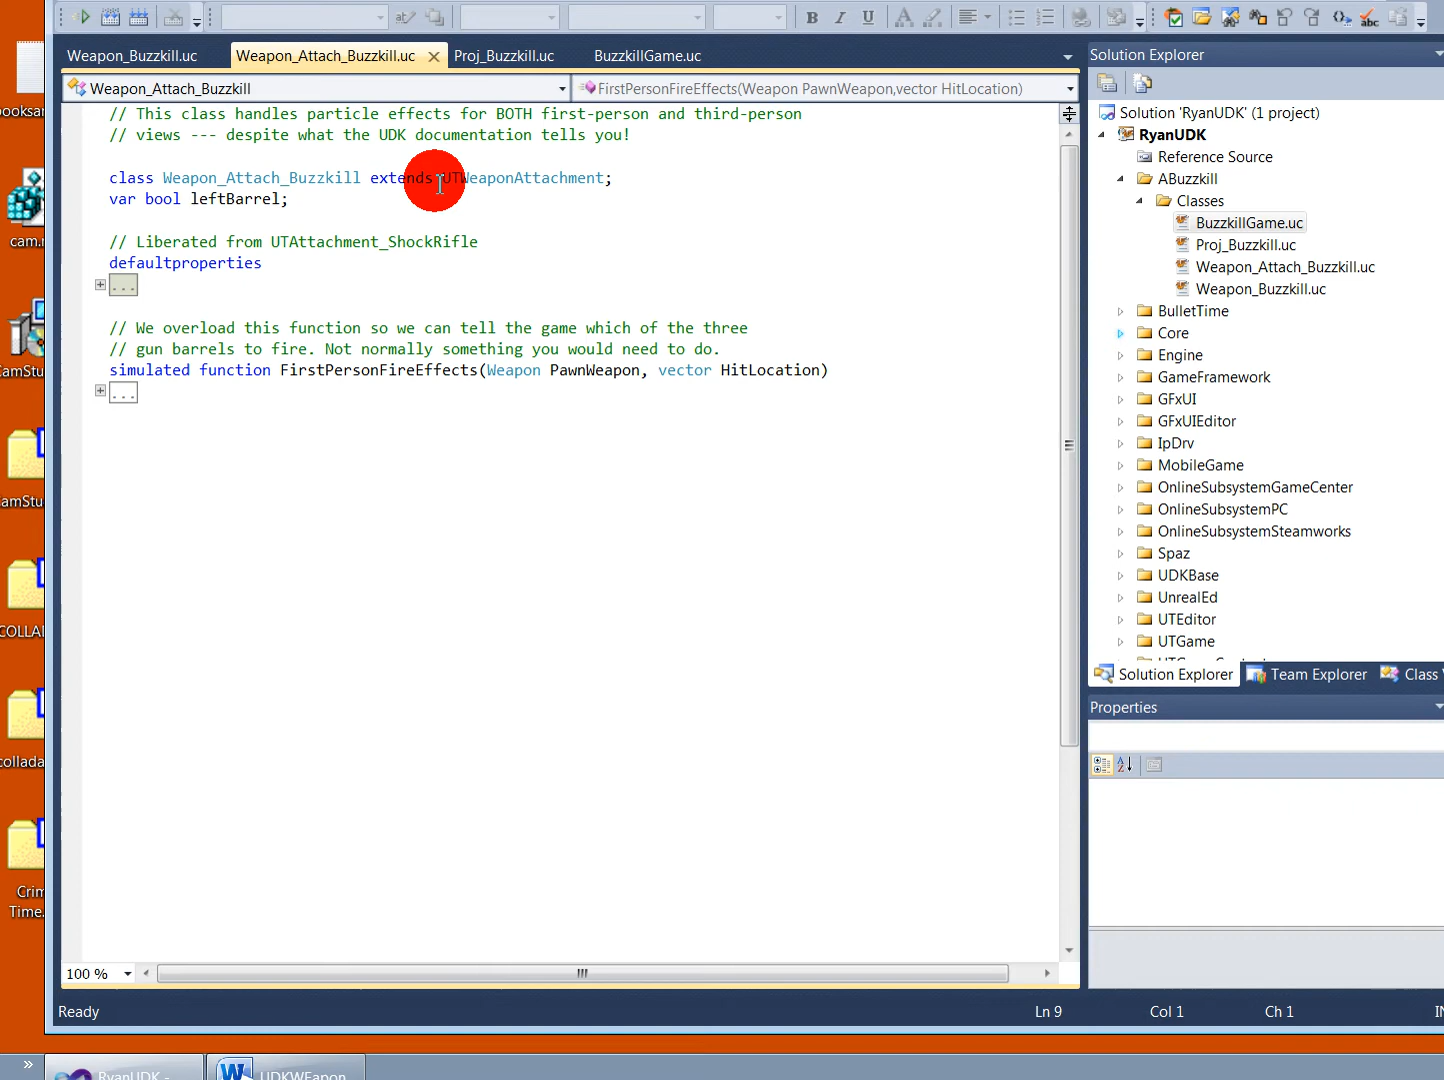 B I U
Weapon_Buzzkill.uc Weapon_Attach_Buzzkill.uc Proj_Buzzkill.uc BuzzkillGame.uc
Weapon_Attach_Buzzkill FirstPersonFireEffects(Weapon PawnWeapon,vector HitLocation)
// This class handles particle effects for BOTH first-person and third-person
// views --- despite what the UDK documentation tells you!
class Weapon_Attach_Buzzkill extends UTWeaponAttachment;
var bool leftBarrel;
// Liberated from UTAttachment_ShockRifle
defaultproperties
...
// We overload this function so we can tell the game which of the three
// gun barrels to fire. Not normally something you would need to do.
simulated function FirstPersonFireEffects(Weapon PawnWeapon, vector HitLocation)
...
100 %
Ready Ln 9 Col 1 Ch 1
Solution Explorer
Solution 'RyanUDK' (1 project)
RyanUDK
Reference Source
ABuzzkill
Classes
BuzzkillGame.uc
Proj_Buzzkill.uc
Weapon_Attach_Buzzkill.uc
Weapon_Buzzkill.uc
BulletTime
Core
Engine
GameFramework
GFxUI
GFxUIEditor
IpDrv
MobileGame
OnlineSubsystemGameCenter
OnlineSubsystemPC
OnlineSubsystemSteamworks
Spaz
UDKBase
UnrealEd
UTEditor
UTGame
Solution Explorer Team Explorer Class
Properties
ooksar
cam.r
CamStu
CamStu
COLLA
collada
Crim
Time.
» RyanUDK - UDKWEapon